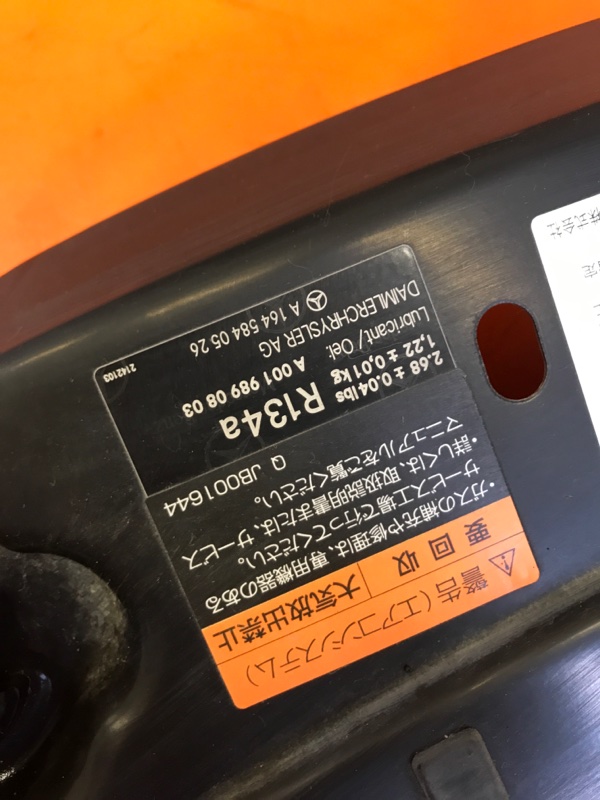 警告(エアコンシステム)
要回収
大気放出禁止
・ガスの補充や修理は、専用機器のある
サービス工場で行ってください。
・詳しくは、取扱説明書または、サービス
マニュアルをご覧ください。
Q JB001644
2.68 ± 0.04 lbs
1,22 ± 0,01 kg
R134a
Lubricant / Oel: A 001 989 08 03
DAIMLERCHRYSLER AG
A 164 584 05 26
2142103
株式会社